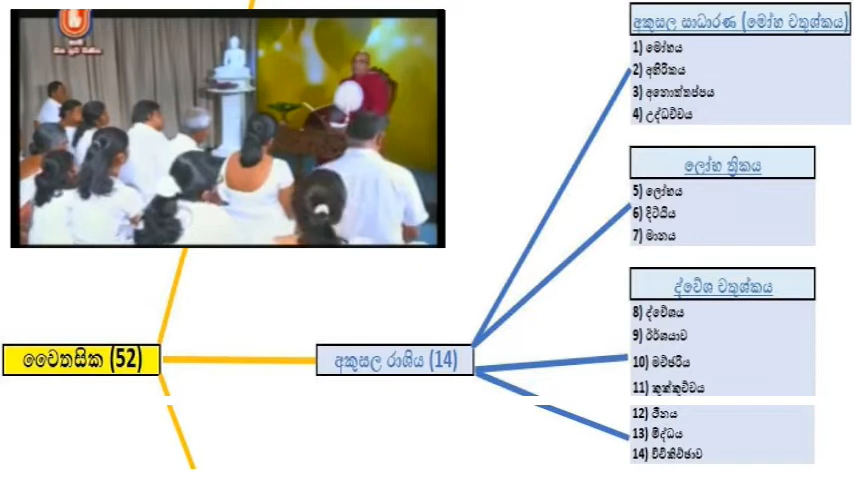 අකුසල සාධාරණ (මෝහ චතුශ්කය)
1) මෝහය
2) අහිරිකය
3) අනොත්තප්පය
4) උද්ධච්චය
ලෝභ ත්‍රිකය
5) ලෝභය
6) දිට්ඨිය
7) මානය
ද්වේශ චතුශ්කය
8) ද්වේශය
9) ඊර්ශයාව
10) මච්ඡරිය
11) කුක්කුච්චය
චෛතසික (52)
අකුසල රාශිය (14)
12) ථීනය
13) මිද්ධය
14) විචිකිච්ඡාව